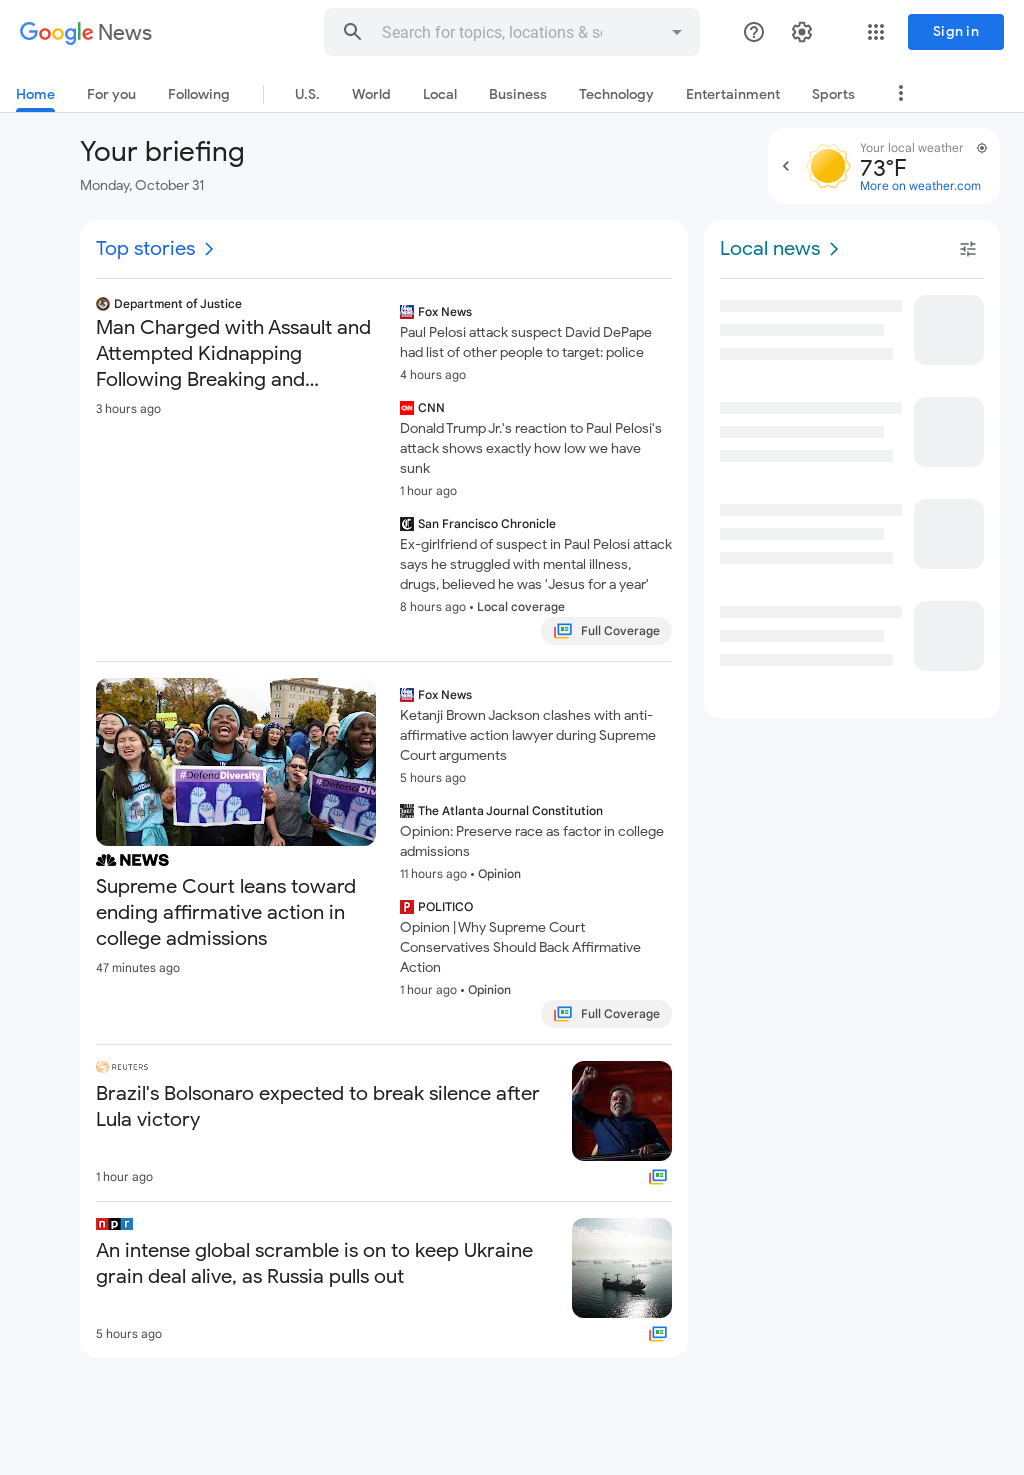 Google News
Search for topics, locations & so
Sign in
Home
For you
Following
U.S.
World
Local
Business
Technology
Entertainment
Sports
Your briefing
Monday, October 31
Your local weather
73°F
More on weather.com
Top stories
Department of Justice
Man Charged with Assault and
Attempted Kidnapping
Following Breaking and...
3 hours ago
Fox News
Paul Pelosi attack suspect David DePape
had list of other people to target: police
4 hours ago
CNN
Donald Trump Jr.'s reaction to Paul Pelosi's
attack shows exactly how low we have
sunk
1 hour ago
San Francisco Chronicle
Ex-girlfriend of suspect in Paul Pelosi attack
says he struggled with mental illness,
drugs, believed he was 'Jesus for a year'
8 hours ago • Local coverage
Full Coverage
#DefendDiversity
#DefendDiv
NEWS
Supreme Court leans toward
ending affirmative action in
college admissions
47 minutes ago
Fox News
Ketanji Brown Jackson clashes with anti-
affirmative action lawyer during Supreme
Court arguments
5 hours ago
The Atlanta Journal Constitution
Opinion: Preserve race as factor in college
admissions
11 hours ago • Opinion
POLITICO
Opinion | Why Supreme Court
Conservatives Should Back Affirmative
Action
1 hour ago • Opinion
Full Coverage
REUTERS
Brazil's Bolsonaro expected to break silence after
Lula victory
1 hour ago
npr
An intense global scramble is on to keep Ukraine
grain deal alive, as Russia pulls out
5 hours ago
Local news